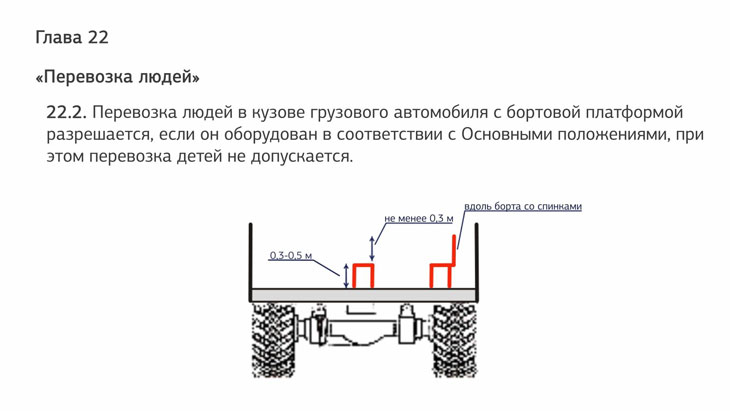 Глава 22
«Перевозка людей»
22.2. Перевозка людей в кузове грузового автомобиля с бортовой платформой
разрешается, если он оборудован в соответствии с Основными положениями, при
этом перевозка детей не допускается.
вдоль борта со спинками
не менее 0,3 м
0,3-0,5 м